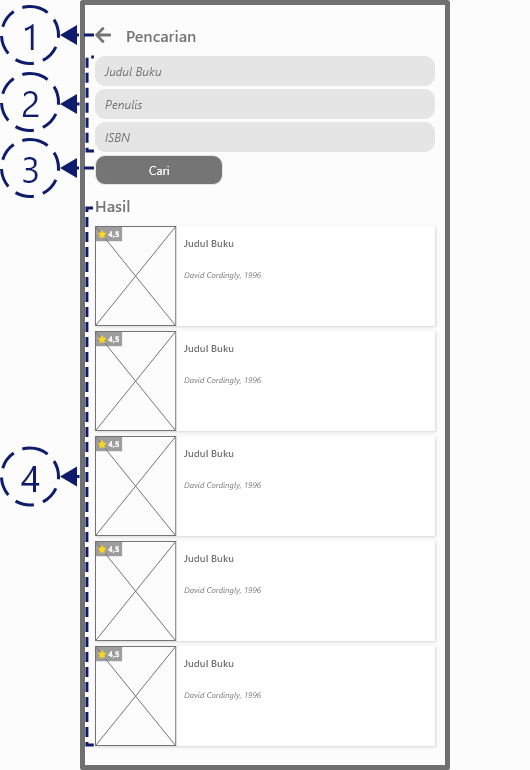 1
Pencarian
Judul Buku
2
Penulis
ISBN
3
Cari
Hasil
4,5
Judul Buku
David Cordingly, 1996
4,5
Judul Buku
David Cordingly, 1996
4
4,5
Judul Buku
David Cordingly, 1996
4,5
Judul Buku
David Cordingly, 1996
4,5
Judul Buku
David Cordingly, 1996